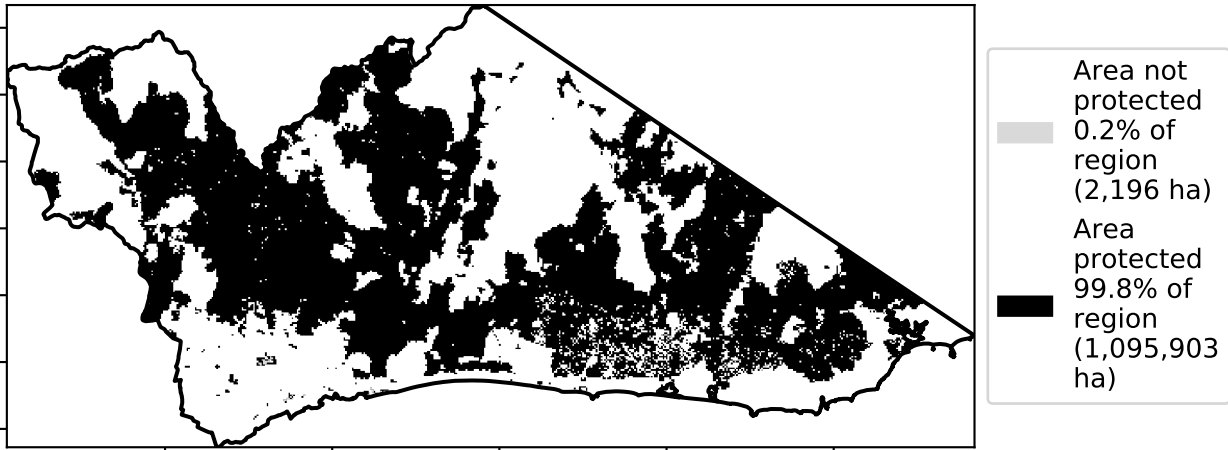 Area not
protected
0.2% of
region
(2,196 ha)
Area
protected
99.8% of
region
(1,095,903
ha)